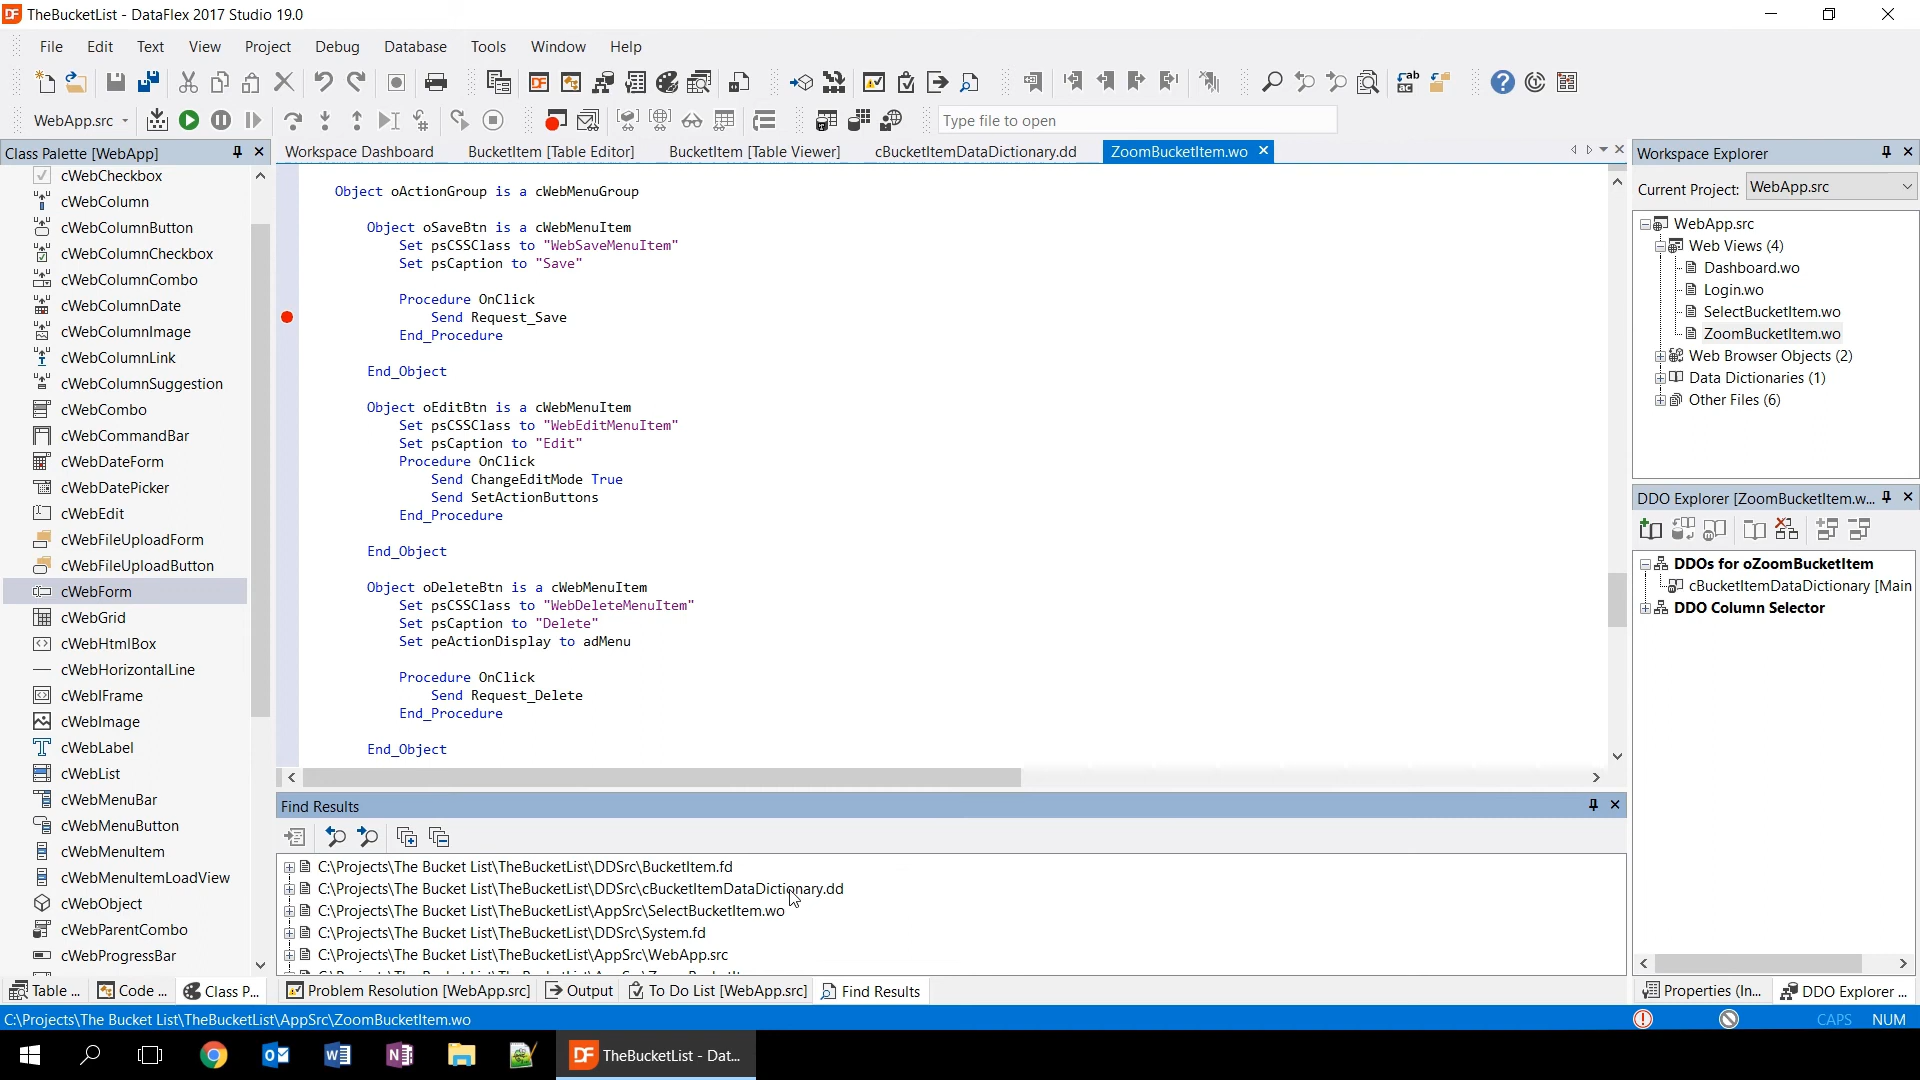 TheBucketList - DataFlex 2017 Studio 19.0
File Edit Text View Project Debug Database Tools Window Help
WebApp.src
Type file to open
Class Palette [WebApp]
cWebCheckbox
cWebColumn
cWebColumnButton
cWebColumnCheckbox
cWebColumnCombo
cWebColumnDate
cWebColumnImage
cWebColumnLink
cWebColumnSuggestion
cWebCombo
cWebCommandBar
cWebDateForm
cWebDatePicker
cWebEdit
cWebFileUploadForm
cWebFileUploadButton
cWebForm
cWebGrid
cWebHtmlBox
cWebHorizontalLine
cWebIFrame
cWebImage
cWebLabel
cWebList
cWebMenuBar
cWebMenuButton
cWebMenuItem
cWebMenuItemLoadView
cWebObject
cWebParentCombo
cWebProgressBar
Table ... Code ... Class P...
Workspace Dashboard BucketItem [Table Editor] BucketItem [Table Viewer] cBucketItemDataDictionary.dd ZoomBucketItem.wo
Object oActionGroup is a cWebMenuGroup
Object oSaveBtn is a cWebMenuItem
Set psCSSClass to "WebSaveMenuItem"
Set psCaption to "Save"
Procedure OnClick
Send Request_Save
End_Procedure
End_Object
Object oEditBtn is a cWebMenuItem
Set psCSSClass to "WebEditMenuItem"
Set psCaption to "Edit"
Procedure OnClick
Send ChangeEditMode True
Send SetActionButtons
End_Procedure
End_Object
Object oDeleteBtn is a cWebMenuItem
Set psCSSClass to "WebDeleteMenuItem"
Set psCaption to "Delete"
Set peActionDisplay to adMenu
Procedure OnClick
Send Request_Delete
End_Procedure
End_Object
Find Results
C:\Projects\The Bucket List\TheBucketList\DDSrc\BucketItem.fd
C:\Projects\The Bucket List\TheBucketList\DDSrc\cBucketItemDataDictionary.dd
C:\Projects\The Bucket List\TheBucketList\AppSrc\SelectBucketItem.wo
C:\Projects\The Bucket List\TheBucketList\DDSrc\System.fd
C:\Projects\The Bucket List\TheBucketList\AppSrc\WebApp.src
Problem Resolution [WebApp.src] Output To Do List [WebApp.src] Find Results
Workspace Explorer
Current Project: WebApp.src
WebApp.src
Web Views (4)
Dashboard.wo
Login.wo
SelectBucketItem.wo
ZoomBucketItem.wo
Web Browser Objects (2)
Data Dictionaries (1)
Other Files (6)
DDO Explorer [ZoomBucketItem.w...
DDOs for oZoomBucketItem
cBucketItemDataDictionary [Main
DDO Column Selector
Properties (In... DDO Explorer ...
C:\Projects\The Bucket List\TheBucketList\AppSrc\ZoomBucketItem.wo
CAPS NUM
TheBucketList - Dat...